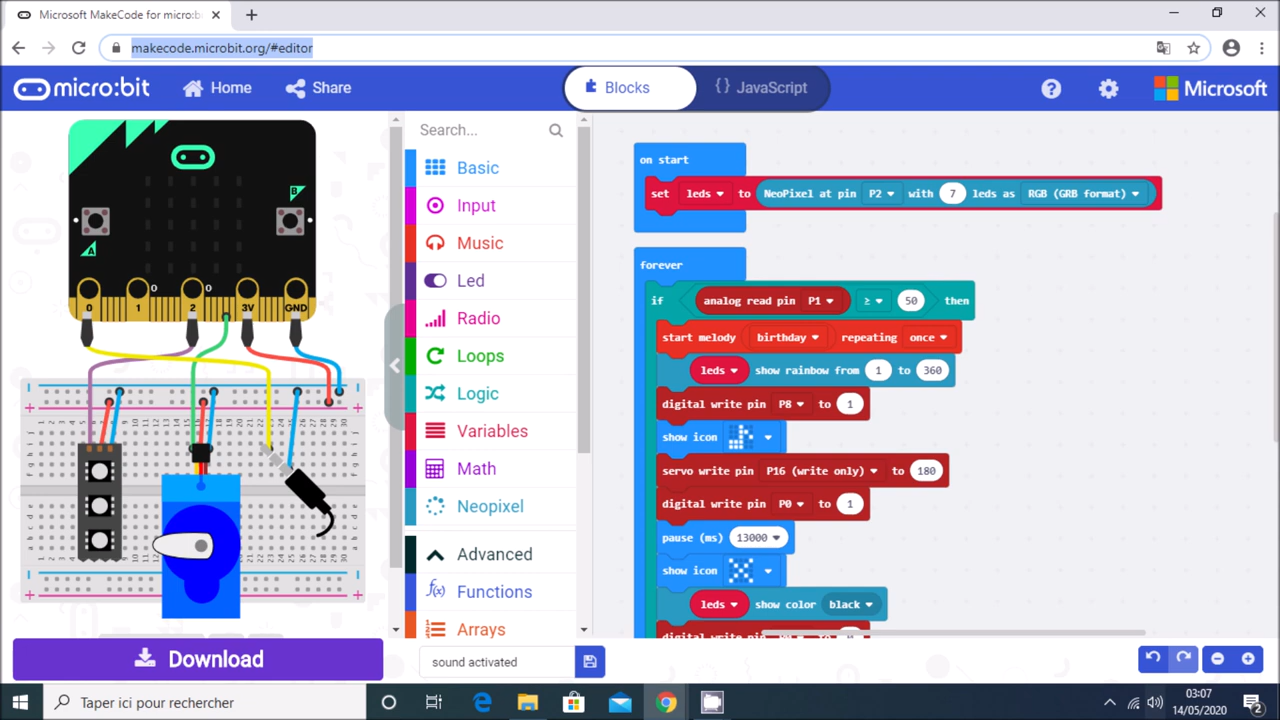 Microsoft MakeCode for micro:b
makecode.microbit.org/#editor
micro:bit
Home
Share
Blocks
{} JavaScript
Microsoft
A
B
0 1 2 3V GND
Search...
Basic
Input
Music
Led
Radio
Loops
Logic
Variables
Math
Neopixel
Advanced
Functions
Arrays
on start
set leds to NeoPixel at pin P2 with 7 leds as RGB (GRB format)
forever
if analog read pin P1 ≥ 50 then
start melody birthday repeating once
leds show rainbow from 1 to 360
digital write pin P8 to 1
show icon
servo write pin P16 (write only) to 180
digital write pin P0 to 1
pause (ms) 13000
show icon
leds show color black
Download
sound activated
Taper ici pour rechercher
03:07
14/05/2020
2